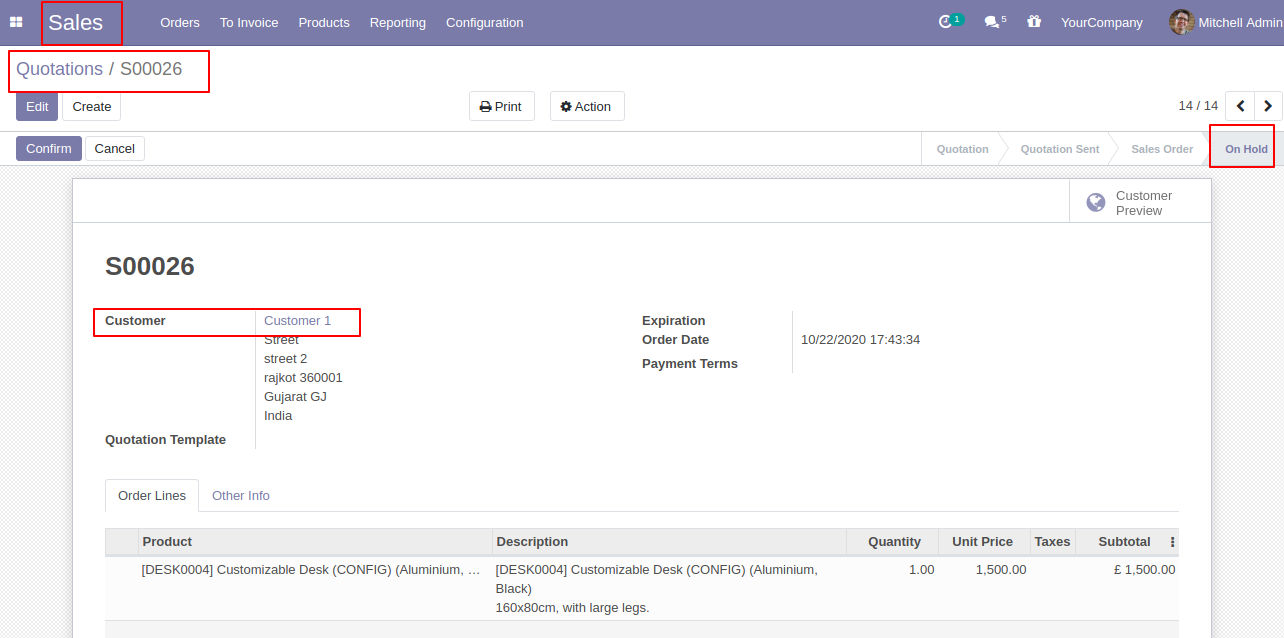 Sales Orders To Invoice Products Reporting Configuration 1 5 YourCompany Mitchell Admin
Quotations / S00026
Edit Create Print Action 14 / 14
Confirm Cancel Quotation Quotation Sent Sales Order On Hold
Customer
Preview
S00026
Customer Customer 1 Expiration
Street Order Date 10/22/2020 17:43:34
street 2
Payment Terms
rajkot 360001
Gujarat GJ
India
Quotation Template
Order Lines Other Info
Product Description Quantity Unit Price Taxes Subtotal
[DESK0004] Customizable Desk (CONFIG) (Aluminium, … [DESK0004] Customizable Desk (CONFIG) (Aluminium, 1.00 1,500.00 £ 1,500.00
Black)
160x80cm, with large legs.